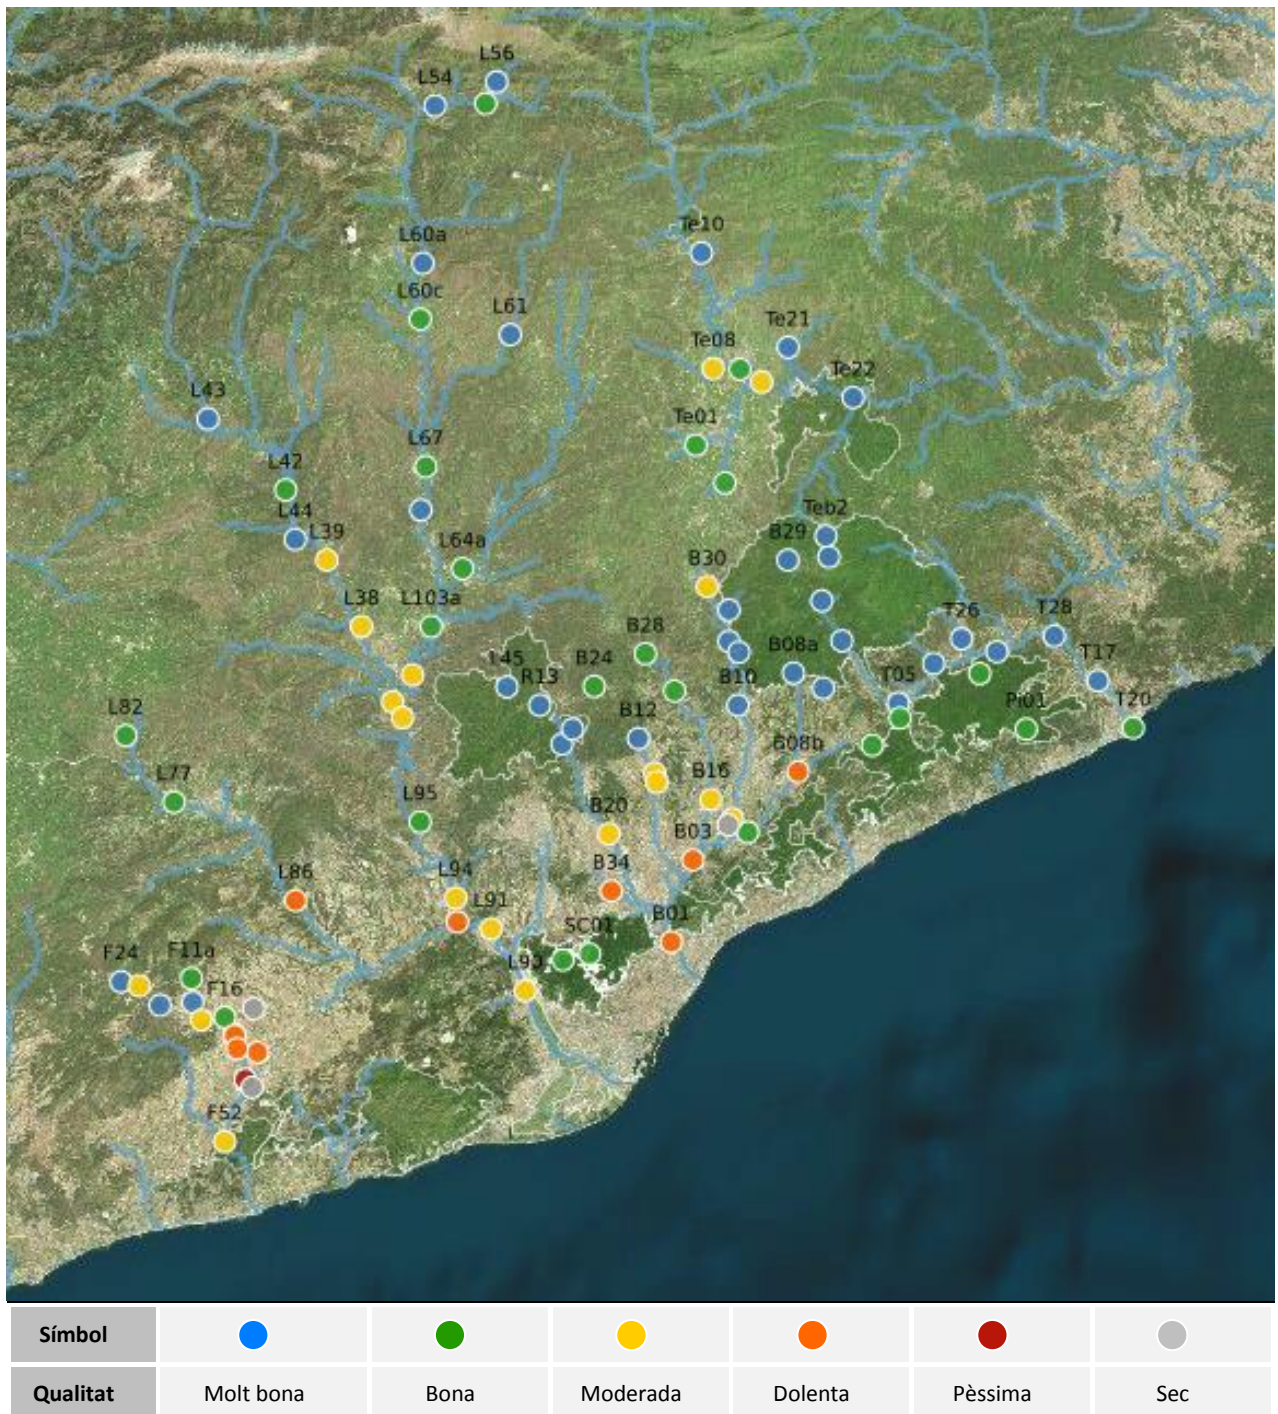 L56
L54
Te10
L60a
L60c
L61
Te21
Te08
Te22
L43
Te01
L67
L42
L44
Teb2
L39
B29
L64a
B30
L38
L103a
T28
T26
B28
B08a
T17
L45
B24
R13
B10
T05
L82
Pi01
T20
B12
B08b
L77
B16
L95
B20
B03
B34
L86
L94
L91
B01
SC01
F24
F11a
L90
F16
F52
Símbol
Qualitat Molt bona Bona Moderada Dolenta Pèssima Sec